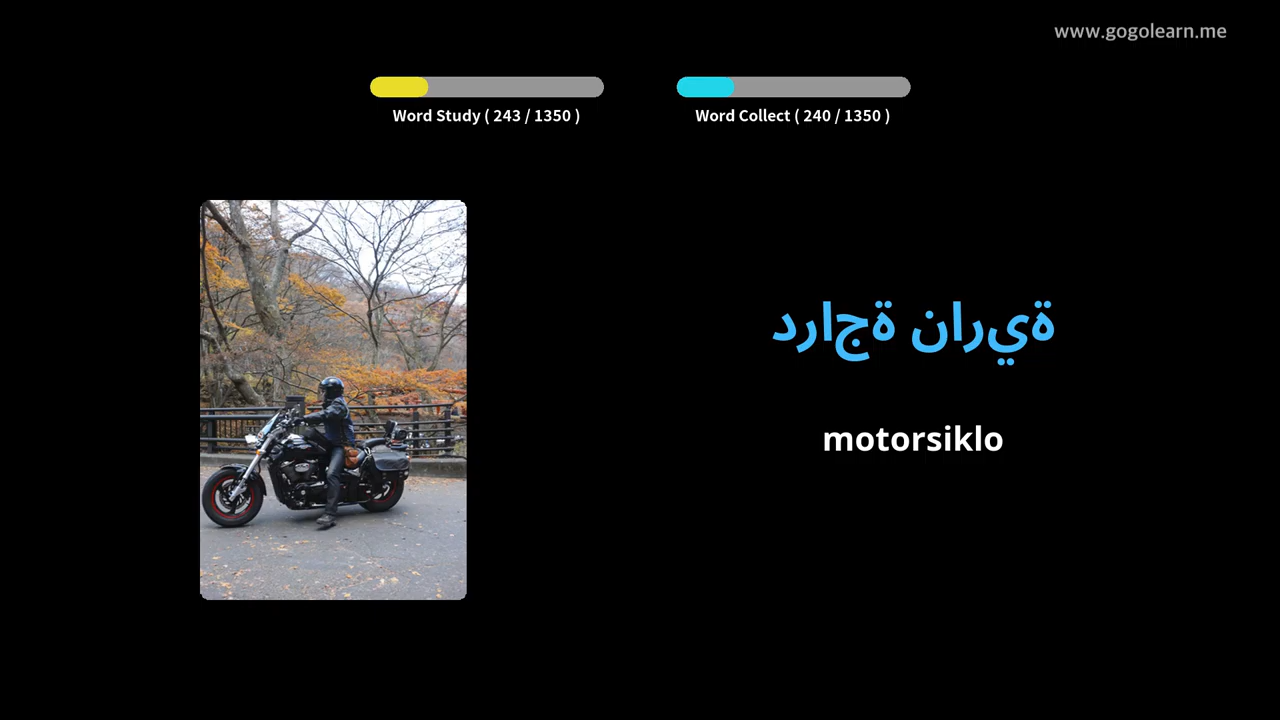 www.gogolearn.me
Word Study ( 243 / 1350 )
Word Collect ( 240 / 1350 )
دراجة نارية
motorsiklo